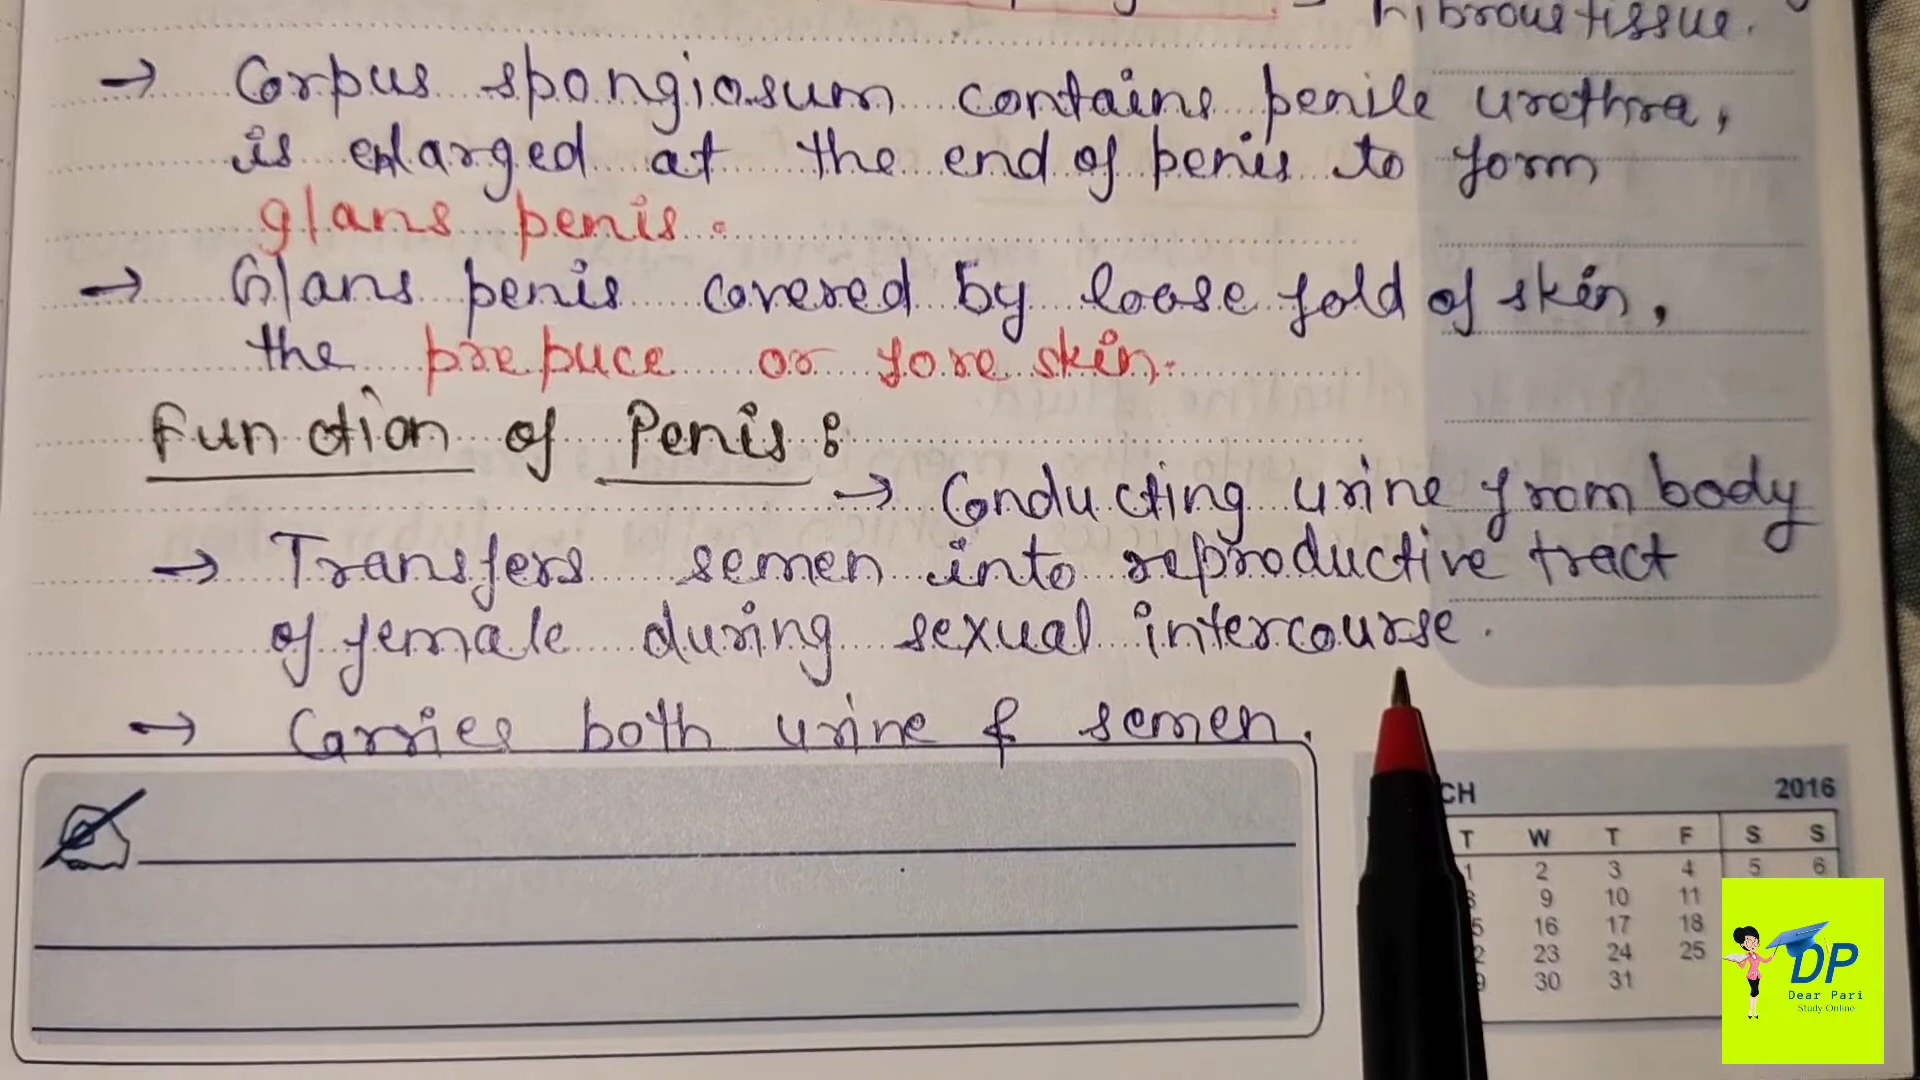 Fibrous tissue.
→ Corpus spongiosum contains penile urethra,
is enlarged at the end of penis to form
glans penis.
→ Glans penis covered by loose fold of skin,
the prepuce or fore skin.
Function of Penis :
→ Conducting urine from body
→ Transfers semen into reproductive tract
of female during sexual intercourse.
→ Carries both urine & semen.
CH 2016
T W T F S S
1 2 3 4 5 6
9 10 11
16 17 18
23 24 25
30 31
DP
Dear Pari
Study Online